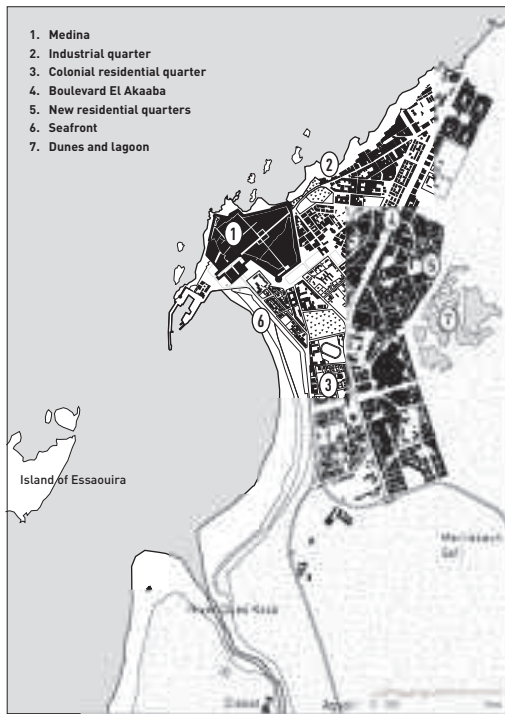 1. Medina
2. Industrial quarter
3. Colonial residential quarter
4. Boulevard El Akaaba
5. New residential quarters
6. Seafront
7. Dunes and lagoon
2
1
4
5
7
6
3
Island of Essaouira